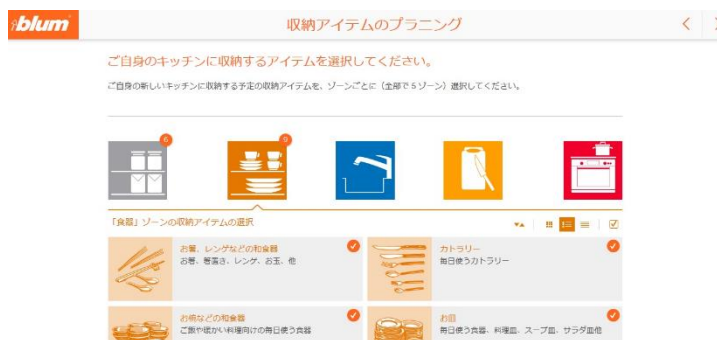 blum
収納アイテムのプラニング
ご自身のキッチンに収納するアイテムを選択してください。
ご自身の新しいキッチンに収納する予定の収納アイテムを、ゾーンごとに（全部で５ゾーン）選択してください。
6
9
「食器」ゾーンの収納アイテムの選択
お箸、レンゲなどの和食器
お箸、箸置き、レンゲ、お玉、他
カトラリー
毎日使うカトラリー
お椀などの和食器
ご飯や暖かい料理向けの毎日使う食器
お皿
毎日使う食器、料理皿、スープ皿、サラダ皿他